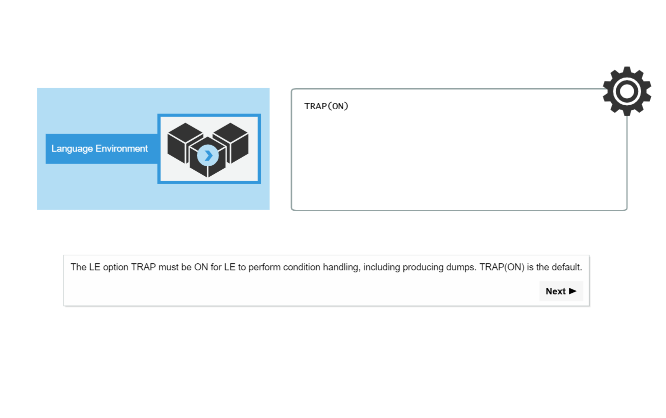 TRAP(ON)
Language Environment
The LE option TRAP must be ON for LE to perform condition handling, including producing dumps. TRAP(ON) is the default.
Next